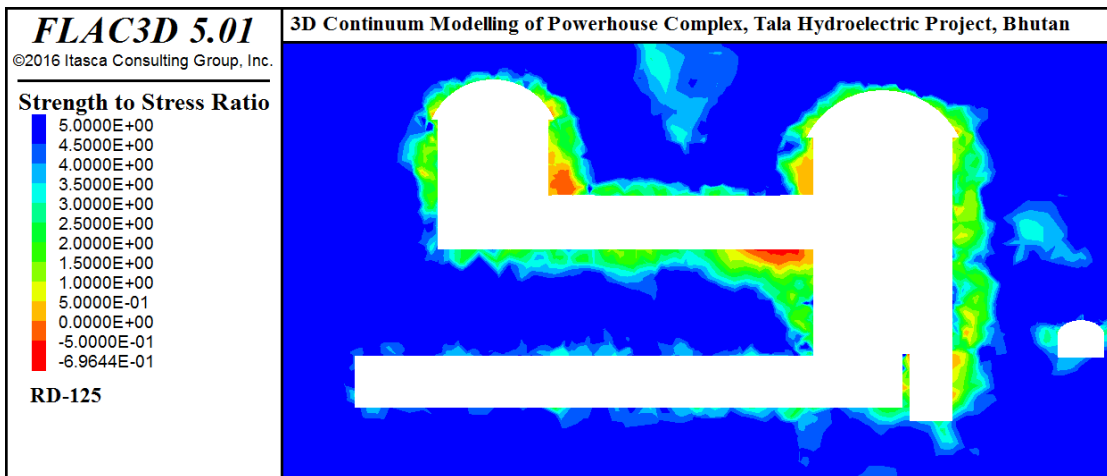 FLAC3D 5.01
©2016 Itasca Consulting Group, Inc.
Strength to Stress Ratio
5.0000E+00
4.5000E+00
4.0000E+00
3.5000E+00
3.0000E+00
2.5000E+00
2.0000E+00
1.5000E+00
1.0000E+00
5.0000E-01
0.0000E+00
-5.0000E-01
-6.9644E-01
RD-125
3D Continuum Modelling of Powerhouse Complex, Tala Hydroelectric Project, Bhutan